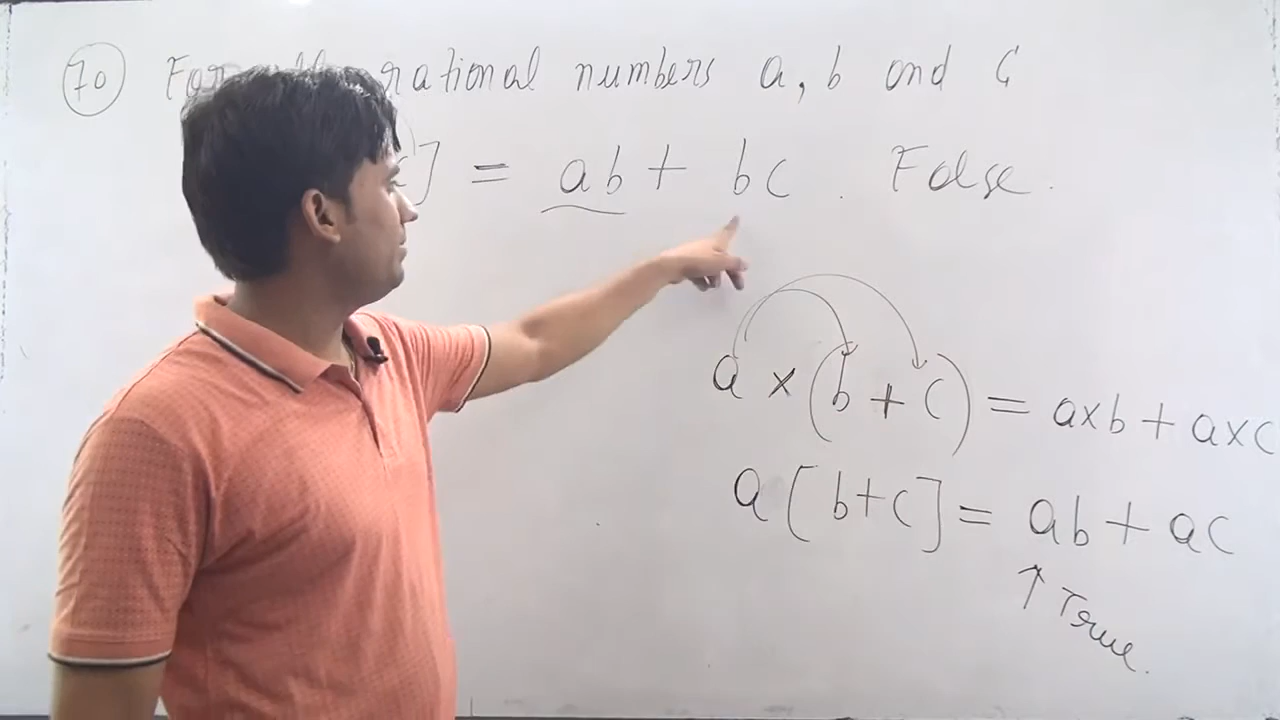 70 For rational numbers a, b and c
] = ab + bc . False.
a × (b + c) = a×b + a×c
a [b+c] = ab + ac
↑ True.